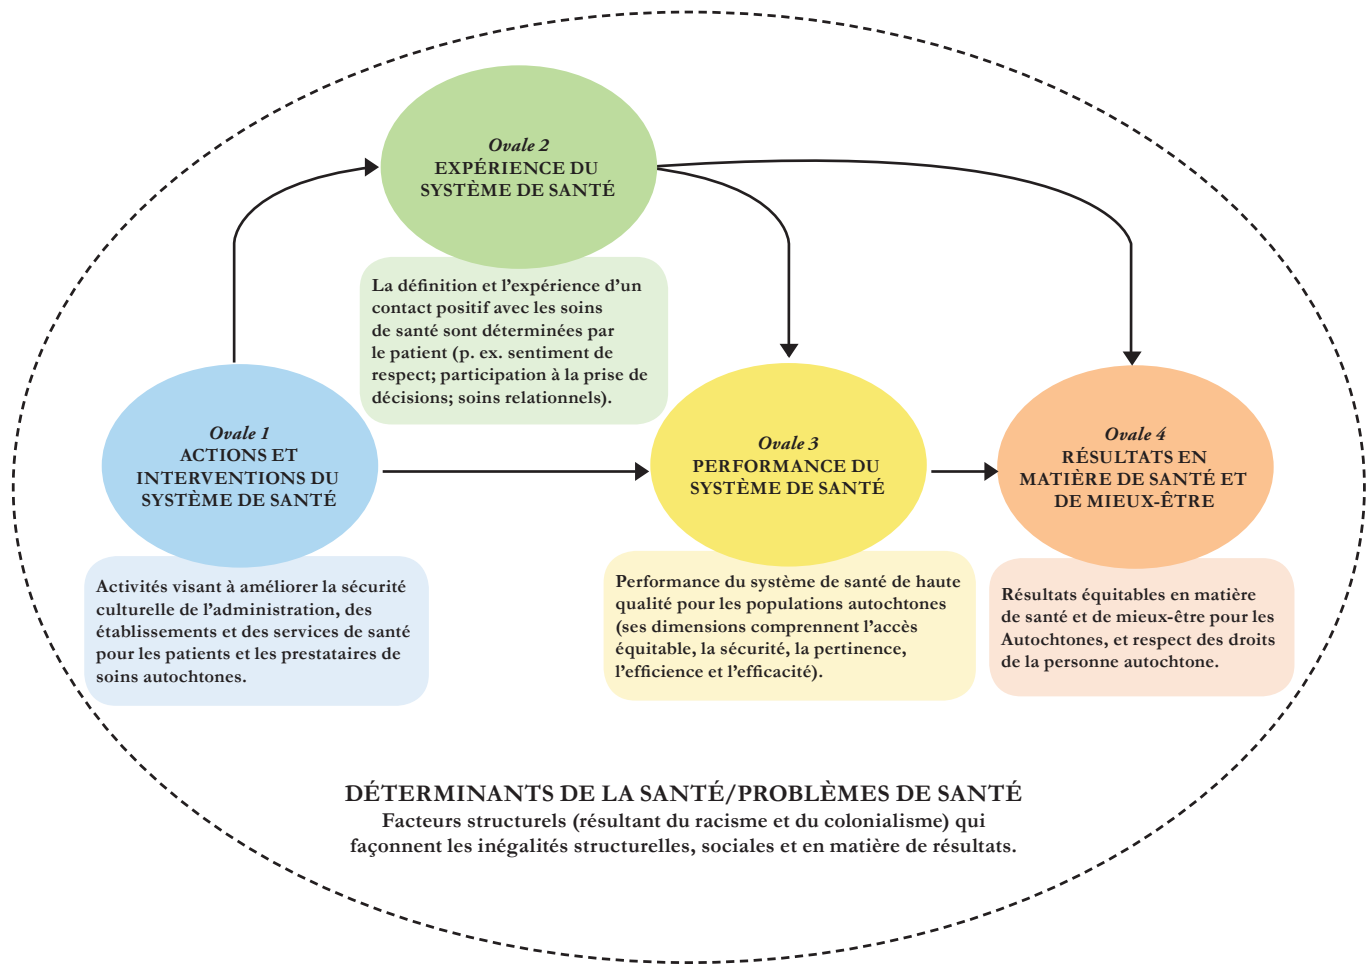 Ovale 2
EXPÉRIENCE DU
SYSTÈME DE SANTÉ
La définition et l’expérience d’un
contact positif avec les soins
de santé sont déterminées par
le patient (p. ex. sentiment de
respect; participation à la prise de
décisions; soins relationnels).
Ovale 1
ACTIONS ET
INTERVENTIONS DU
SYSTÈME DE SANTÉ
Activités visant à améliorer la sécurité
culturelle de l’administration, des
établissements et des services de santé
pour les patients et les prestataires de
soins autochtones.
Ovale 3
PERFORMANCE DU
SYSTÈME DE SANTÉ
Performance du système de santé de haute
qualité pour les populations autochtones
(ses dimensions comprennent l’accès
équitable, la sécurité, la pertinence,
l’efficience et l’efficacité).
Ovale 4
RÉSULTATS EN
MATIÈRE DE SANTÉ ET
DE MIEUX-ÊTRE
Résultats équitables en matière
de santé et de mieux-être pour les
Autochtones, et respect des droits
de la personne autochtone.
DÉTERMINANTS DE LA SANTÉ/PROBLÈMES DE SANTÉ
Facteurs structurels (résultant du racisme et du colonialisme) qui
façonnent les inégalités structurelles, sociales et en matière de résultats.